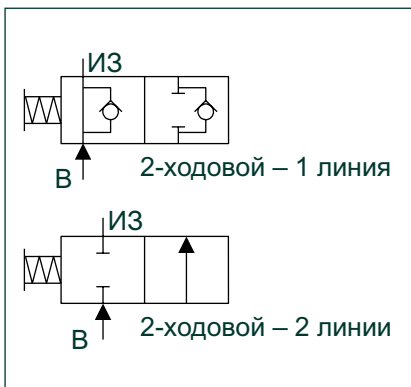 ИЗ
В
2-ходовой – 1 линия
ИЗ
В
2-ходовой – 2 линии